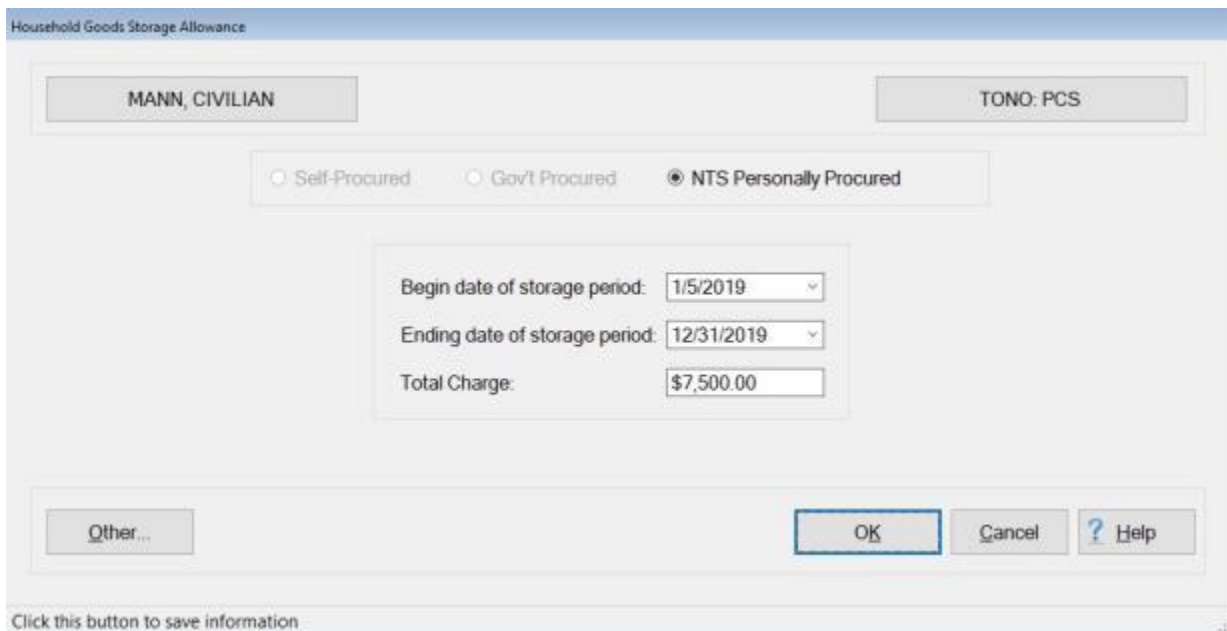 Household Goods Storage Allowance
MANN, CIVILIAN
TONO: PCS
Self-Procured
Gov't Procured
NTS Personally Procured
Begin date of storage period: 1/5/2019
Ending date of storage period: 12/31/2019
Total Charge: $7,500.00
Other...
OK
Cancel
? Help
Click this button to save information